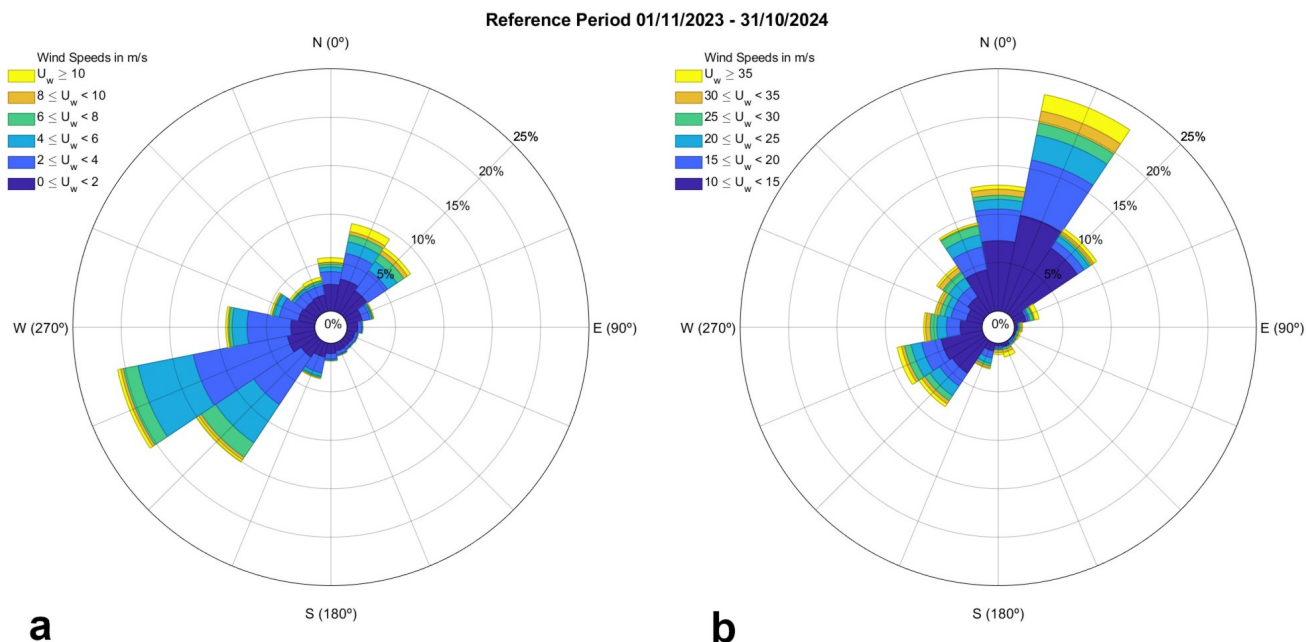 Reference Period 01/11/2023 - 31/10/2024
N (0º)
Wind Speeds in m/s
U_w ≥ 10
8 ≤ U_w < 10
6 ≤ U_w < 8
4 ≤ U_w < 6
2 ≤ U_w < 4
0 ≤ U_w < 2
25%
20%
15%
10%
5%
0%
W (270º)
E (90º)
S (180º)
a
N (0º)
Wind Speeds in m/s
U_w ≥ 35
30 ≤ U_w < 35
25 ≤ U_w < 30
20 ≤ U_w < 25
15 ≤ U_w < 20
10 ≤ U_w < 15
25%
20%
15%
10%
5%
0%
W (270º)
E (90º)
S (180º)
b